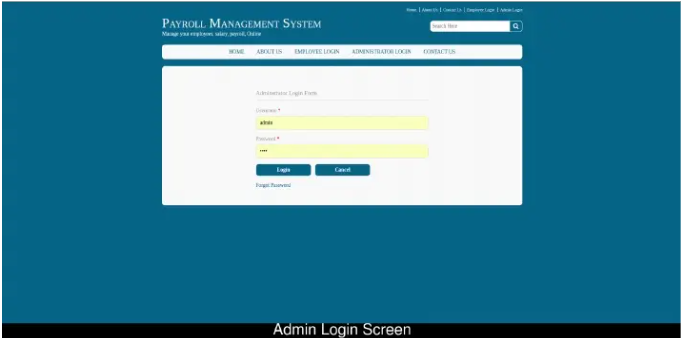 Home | About Us | Contact Us | Employee Login | Admin Login
PAYROLL MANAGEMENT SYSTEM
Manage your employees, salary, payroll, Online
Search Here
HOME ABOUT US EMPLOYEE LOGIN ADMINISTRATOR LOGIN CONTACT US
Login Form
Username *
admin
Password *
••••
Login Cancel
Forgot Password
Admin Login Screen